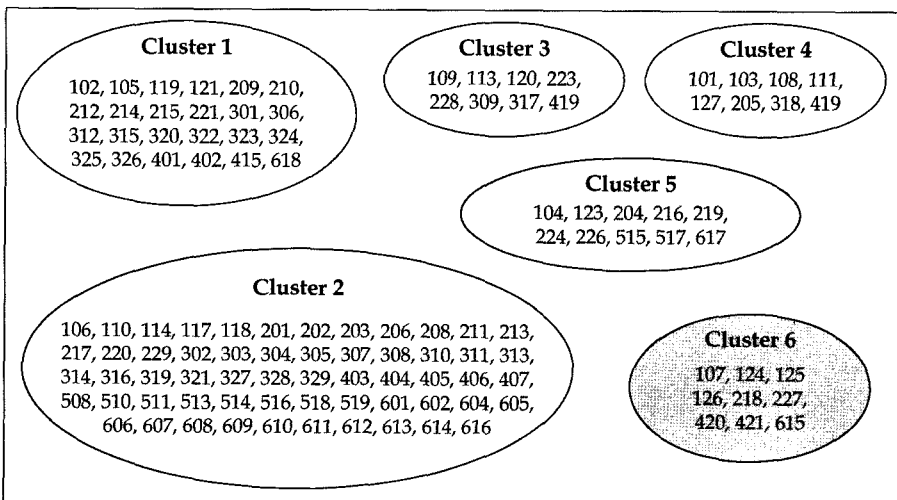 Cluster 1
102, 105, 119, 121, 209, 210,
212, 214, 215, 221, 301, 306,
312, 315, 320, 322, 323, 324,
325, 326, 401, 402, 415, 618
Cluster 3
109, 113, 120, 223,
228, 309, 317, 419
Cluster 4
101, 103, 108, 111,
127, 205, 318, 419
Cluster 5
104, 123, 204, 216, 219,
224, 226, 515, 517, 617
Cluster 2
106, 110, 114, 117, 118, 201, 202, 203, 206, 208, 211, 213,
217, 220, 229, 302, 303, 304, 305, 307, 308, 310, 311, 313,
314, 316, 319, 321, 327, 328, 329, 403, 404, 405, 406, 407,
508, 510, 511, 513, 514, 516, 518, 519, 601, 602, 604, 605,
606, 607, 608, 609, 610, 611, 612, 613, 614, 616
Cluster 6
107, 124, 125
126, 218, 227,
420, 421, 615